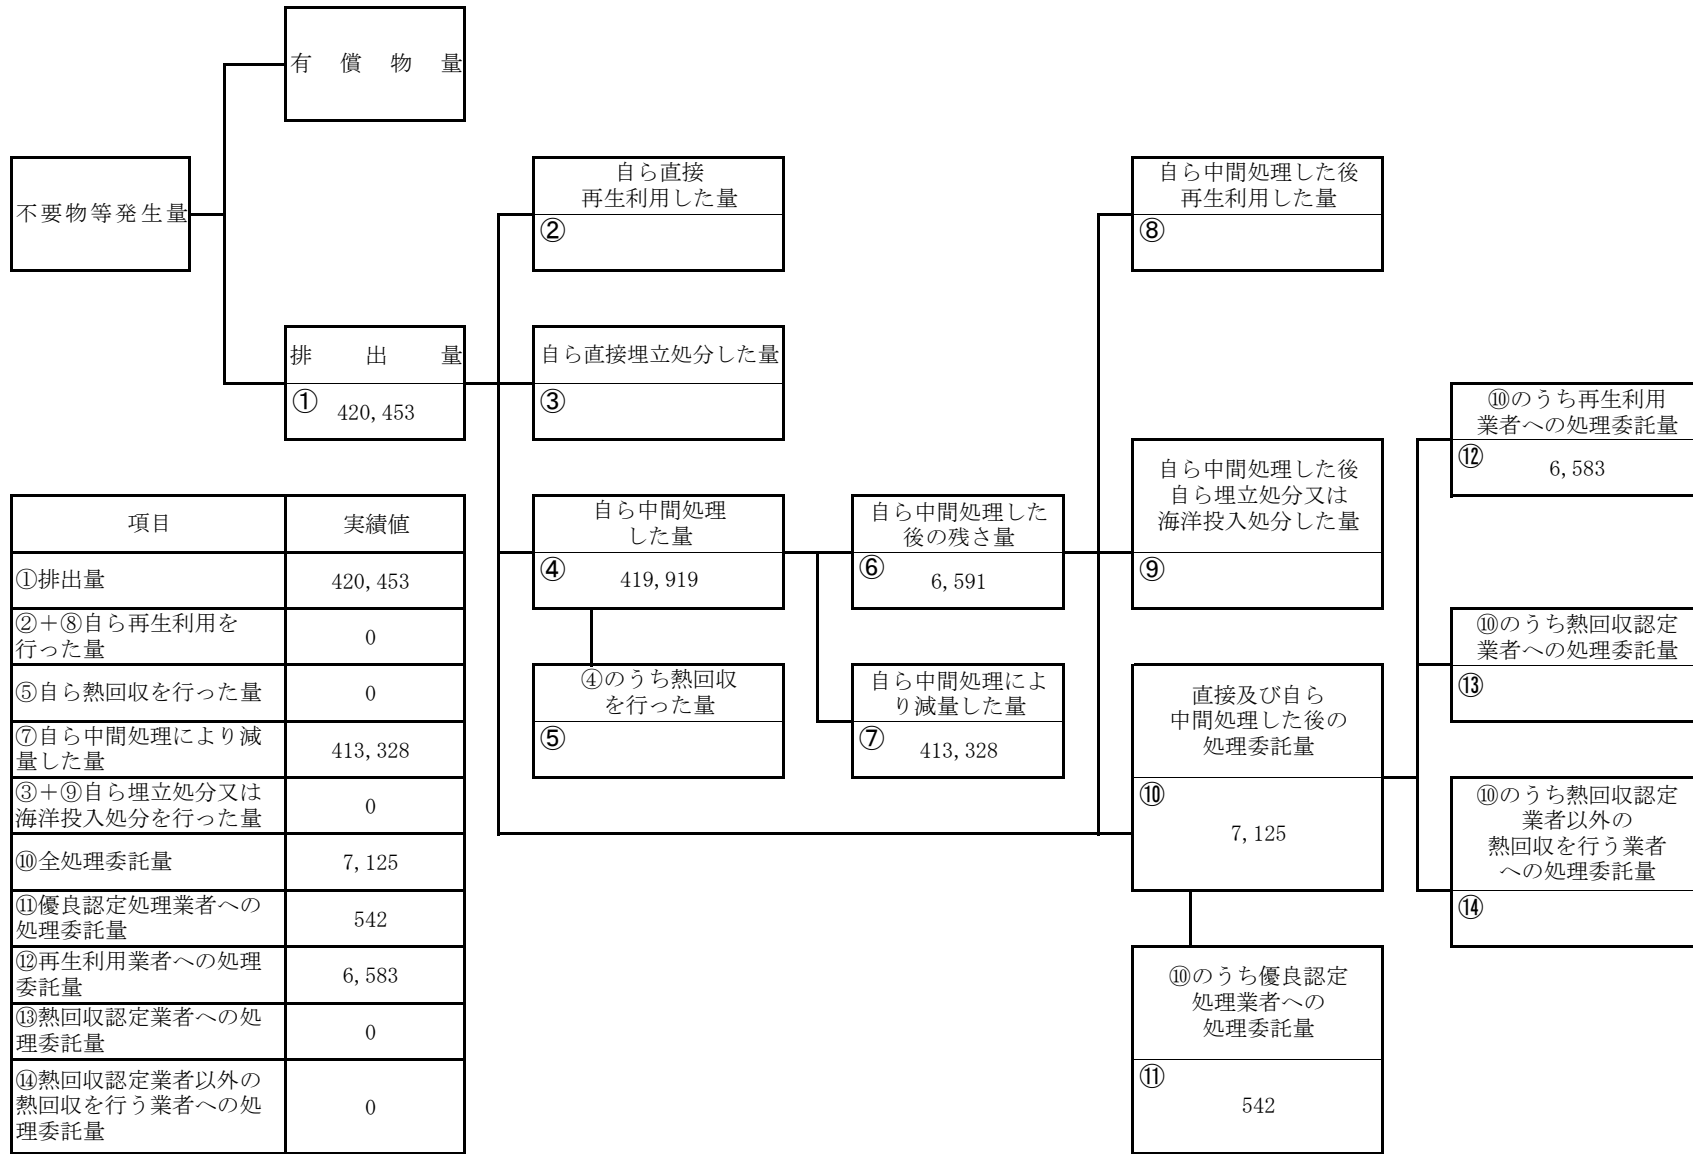 有償物量
不要物等発生量
排出量
① 420,453
自ら直接
再生利用した量
②
自ら直接埋立処分した量
③
自ら中間処理
した量
④ 419,919
④のうち熱回収
を行った量
⑤
自ら中間処理した
後の残さ量
⑥ 6,591
自ら中間処理によ
り減量した量
⑦ 413,328
自ら中間処理した後
再生利用した量
⑧
自ら中間処理した後
自ら埋立処分又は
海洋投入処分した量
⑨
直接及び自ら
中間処理した後の
処理委託量
⑩
7,125
⑩のうち優良認定
処理業者への
処理委託量
⑪
542
⑩のうち再生利用
業者への処理委託量
⑫ 6,583
⑩のうち熱回収認定
業者への処理委託量
⑬
⑩のうち熱回収認定
業者以外の
熱回収を行う業者
への処理委託量
⑭
項目 実績値
①排出量 420,453
②+⑧自ら再生利用を
行った量 0
⑤自ら熱回収を行った量 0
⑦自ら中間処理により減
量した量 413,328
③+⑨自ら埋立処分又は
海洋投入処分を行った量 0
⑩全処理委託量 7,125
⑪優良認定処理業者への
処理委託量 542
⑫再生利用業者への処理
委託量 6,583
⑬熱回収認定業者への処
理委託量 0
⑭熱回収認定業者以外の
熱回収を行う業者への処
理委託量 0